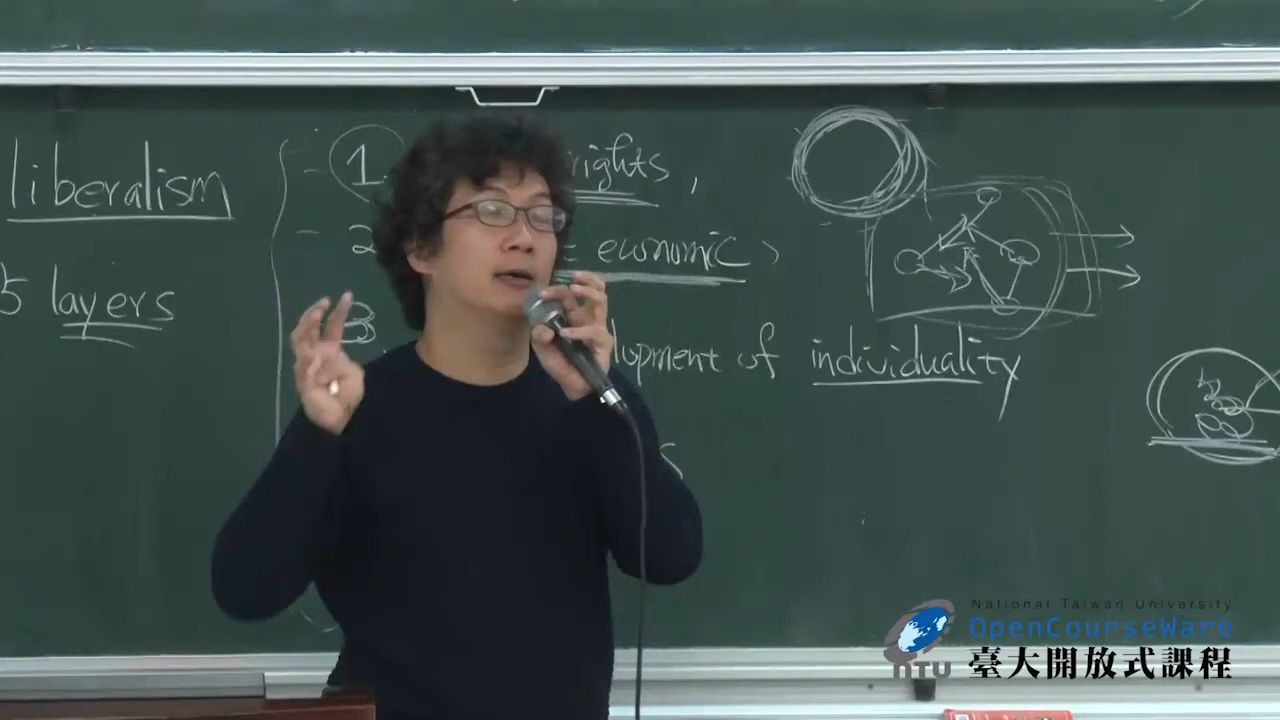 liberalism
5 layers
1. rights,
2 = economic,
3 lopment of individuality
National Taiwan University
OpenCourseWare
NTU 臺大開放式課程